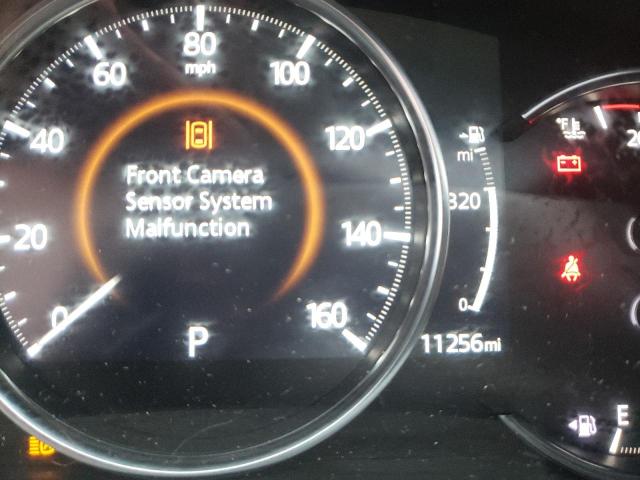 80
mph
60
100
40
120
Front Camera
Sensor System
Malfunction
20
140
0
160
P
mi
320
0
11256mi
°F
E